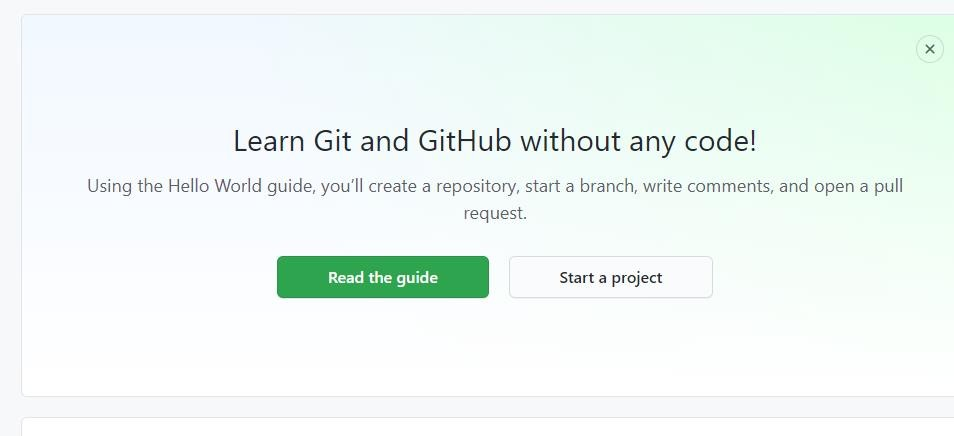 Learn Git and GitHub without any code!
Using the Hello World guide, you’ll create a repository, start a branch, write comments, and open a pull
request.
Read the guide
Start a project